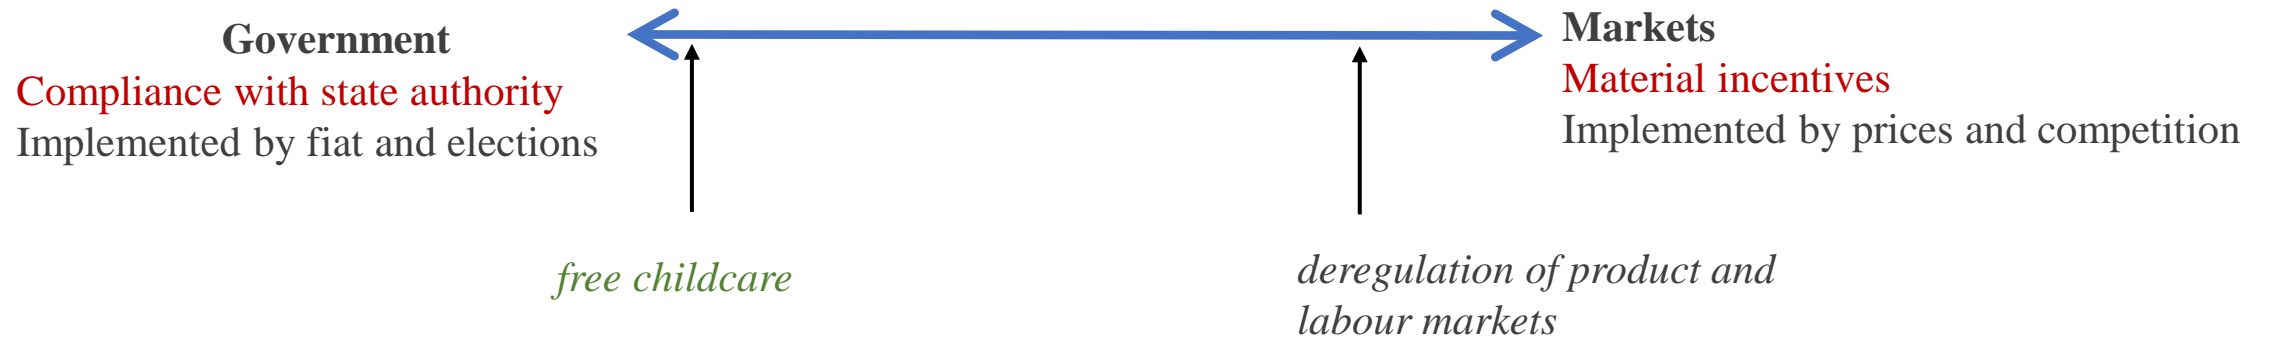 Government
Compliance with state authority
Implemented by fiat and elections
Markets
Material incentives
Implemented by prices and competition
free childcare
deregulation of product and
labour markets